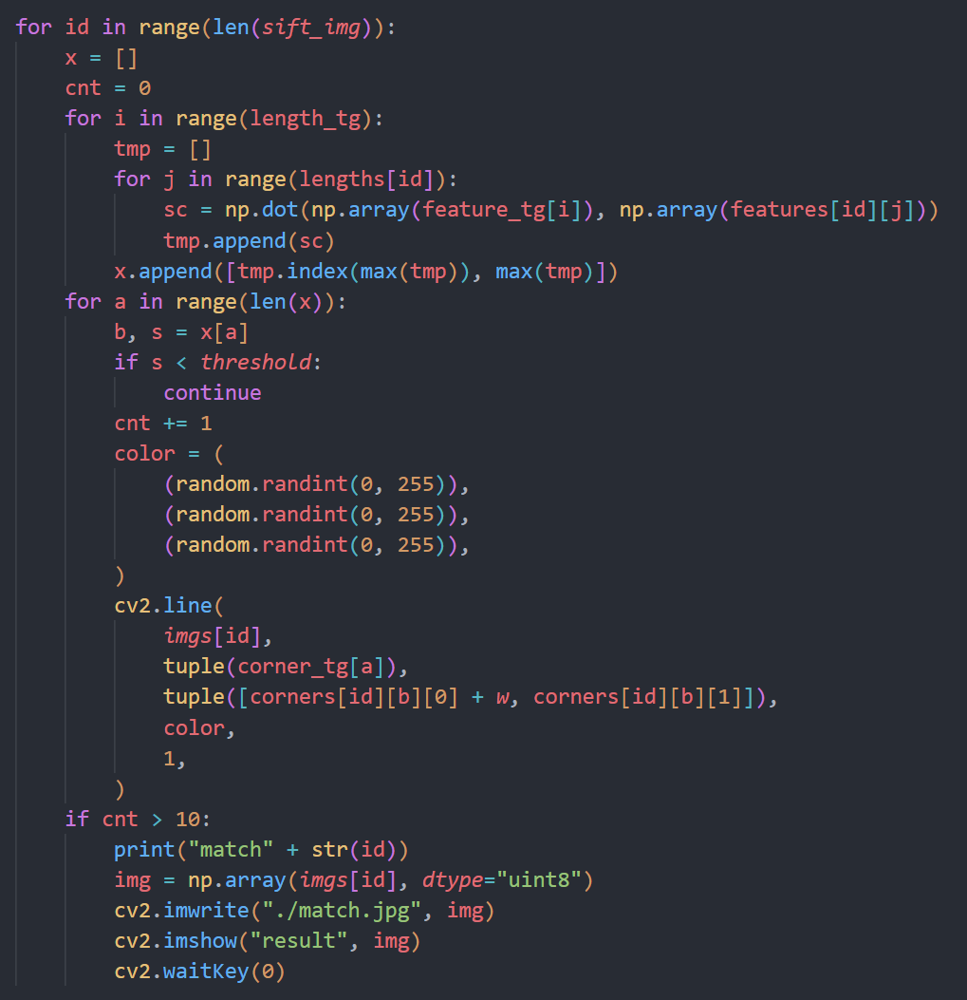 for id in range(len(sift_img)):
    x = []
    cnt = 0
    for i in range(length_tg):
        tmp = []
        for j in range(lengths[id]):
            sc = np.dot(np.array(feature_tg[i]), np.array(features[id][j]))
            tmp.append(sc)
        x.append([tmp.index(max(tmp)), max(tmp)])
    for a in range(len(x)):
        b, s = x[a]
        if s < threshold:
            continue
        cnt += 1
        color = (
            (random.randint(0, 255)),
            (random.randint(0, 255)),
            (random.randint(0, 255)),
        )
        cv2.line(
            imgs[id],
            tuple(corner_tg[a]),
            tuple([corners[id][b][0] + w, corners[id][b][1]]),
            color,
            1,
        )
    if cnt > 10:
        print("match" + str(id))
        img = np.array(imgs[id], dtype="uint8")
        cv2.imwrite("./match.jpg", img)
        cv2.imshow("result", img)
        cv2.waitKey(0)